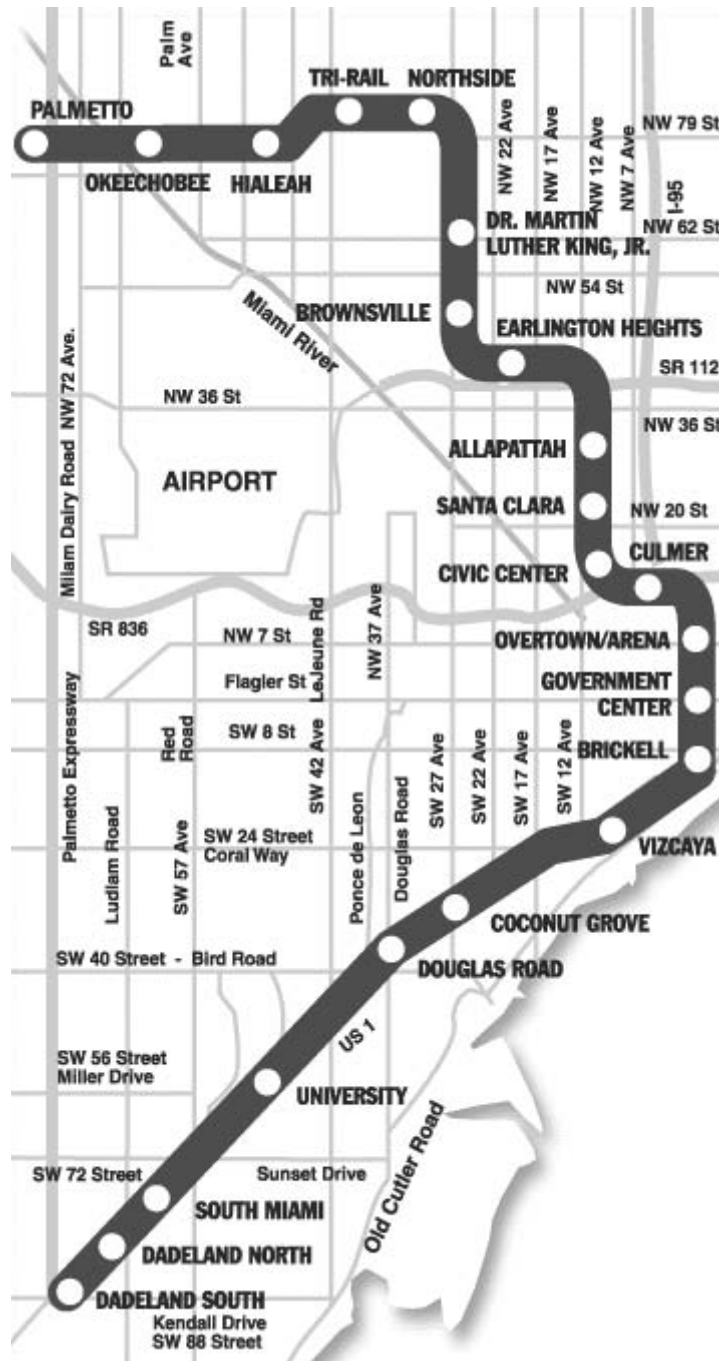 Palm
Ave
TRI-RAIL
NORTHSIDE
PALMETTO
OKEECHOBEE
HIALEAH
NW 22 Ave
NW 17 Ave
NW 12 Ave
NW 7 Ave
I-95
NW 79 St
DR. MARTIN
LUTHER KING, JR.
NW 62 St
NW 54 St
Miami River
BROWNSVILLE
EARLINGTON HEIGHTS
SR 112
NW 72 Ave.
Milam Dairy Road
NW 36 St
NW 36 St
ALLAPATTAH
AIRPORT
SANTA CLARA
NW 20 St
CULMER
CIVIC CENTER
SR 836
NW 7 St
LeJeune Rd
NW 37 Ave
OVERTOWN/ARENA
Flagler St
GOVERNMENT
CENTER
Palmetto Expressway
Red
Road
SW 8 St
SW 42 Ave
SW 27 Ave
SW 22 Ave
SW 17 Ave
SW 12 Ave
BRICKELL
Ludlam Road
SW 57 Ave
SW 24 Street
Coral Way
Ponce de Leon
Douglas Road
VIZCAYA
COCONUT GROVE
SW 40 Street - Bird Road
DOUGLAS ROAD
US 1
SW 56 Street
Miller Drive
UNIVERSITY
SW 72 Street
Sunset Drive
Old Cutler Road
SOUTH MIAMI
DADELAND NORTH
DADELAND SOUTH
Kendall Drive
SW 88 Street